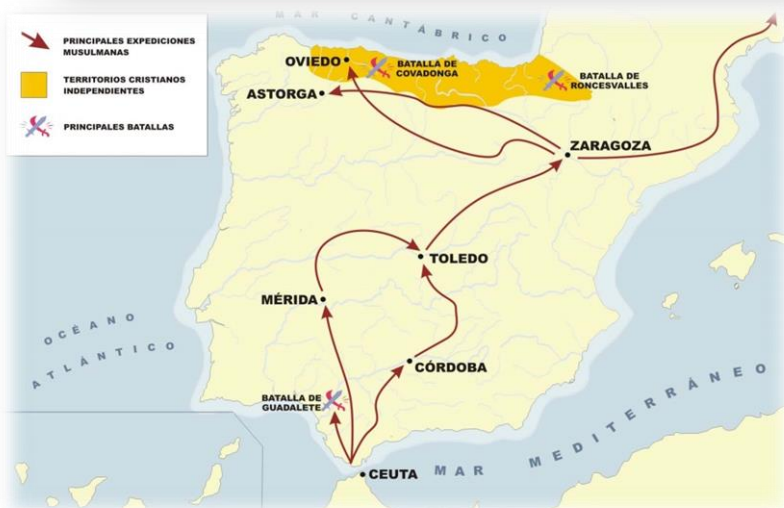 MAR CANTÁBRICO
PRINCIPALES EXPEDICIONES
MUSULMANAS
TERRITORIOS CRISTIANOS
INDEPENDIENTES
PRINCIPALES BATALLAS
OVIEDO
BATALLA DE
COVADONGA
BATALLA DE
RONCESVALLES
ASTORGA
ZARAGOZA
TOLEDO
MÉRIDA
OCÉANO
ATLÁNTICO
CÓRDOBA
BATALLA DE
GUADALETE
MAR MEDITERRÁNEO
CEUTA